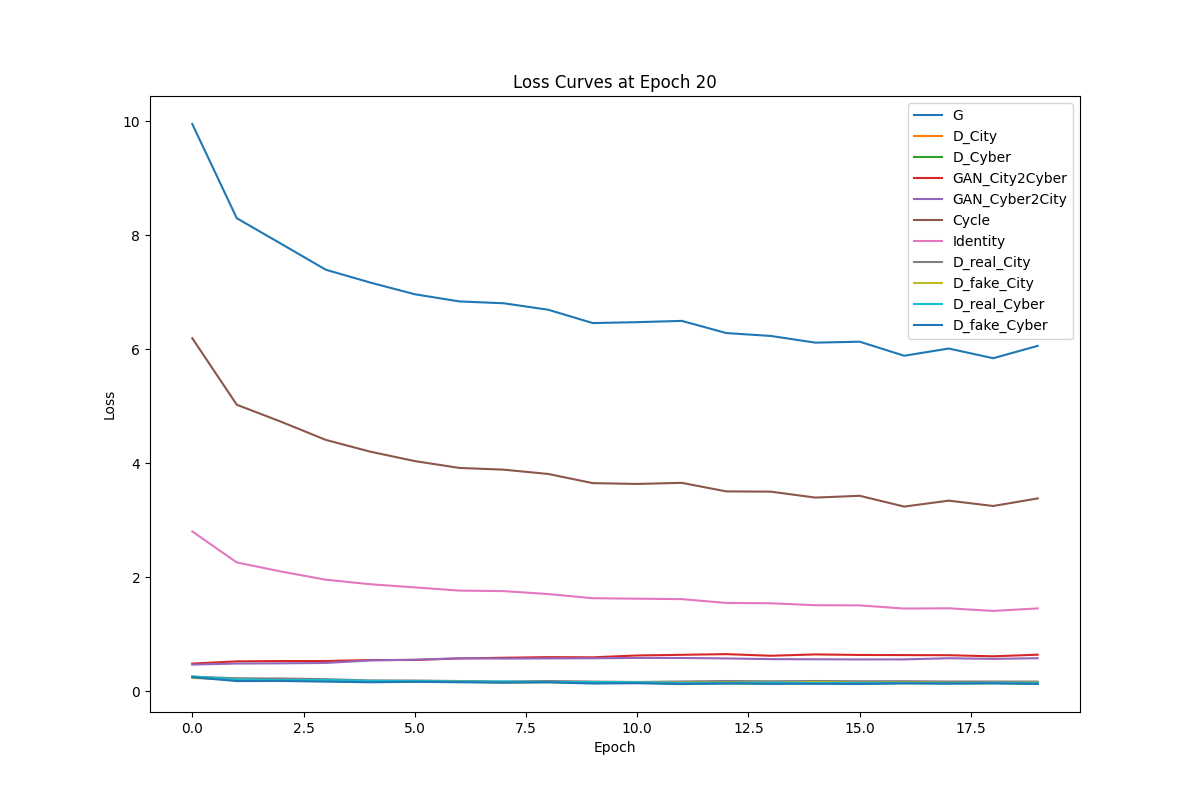 Loss Curves at Epoch 20
10
8
6
4
2
0
Loss
0.0 2.5 5.0 7.5 10.0 12.5 15.0 17.5
Epoch
G
D_City
D_Cyber
GAN_City2Cyber
GAN_Cyber2City
Cycle
Identity
D_real_City
D_fake_City
D_real_Cyber
D_fake_Cyber